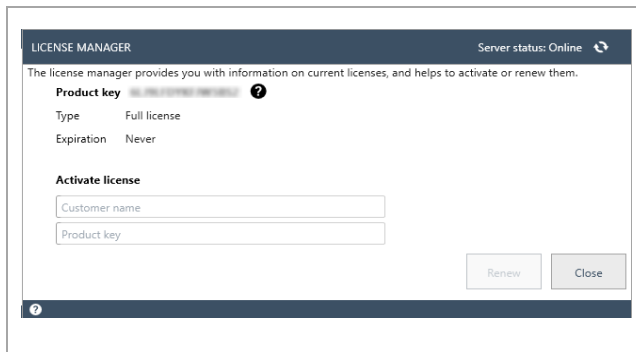 LICENSE MANAGER Server status: Online
The license manager provides you with information on current licenses, and helps to activate or renew them.
Product key ?
Type Full license
Expiration Never
Activate license
Customer name
Product key
Renew Close
?